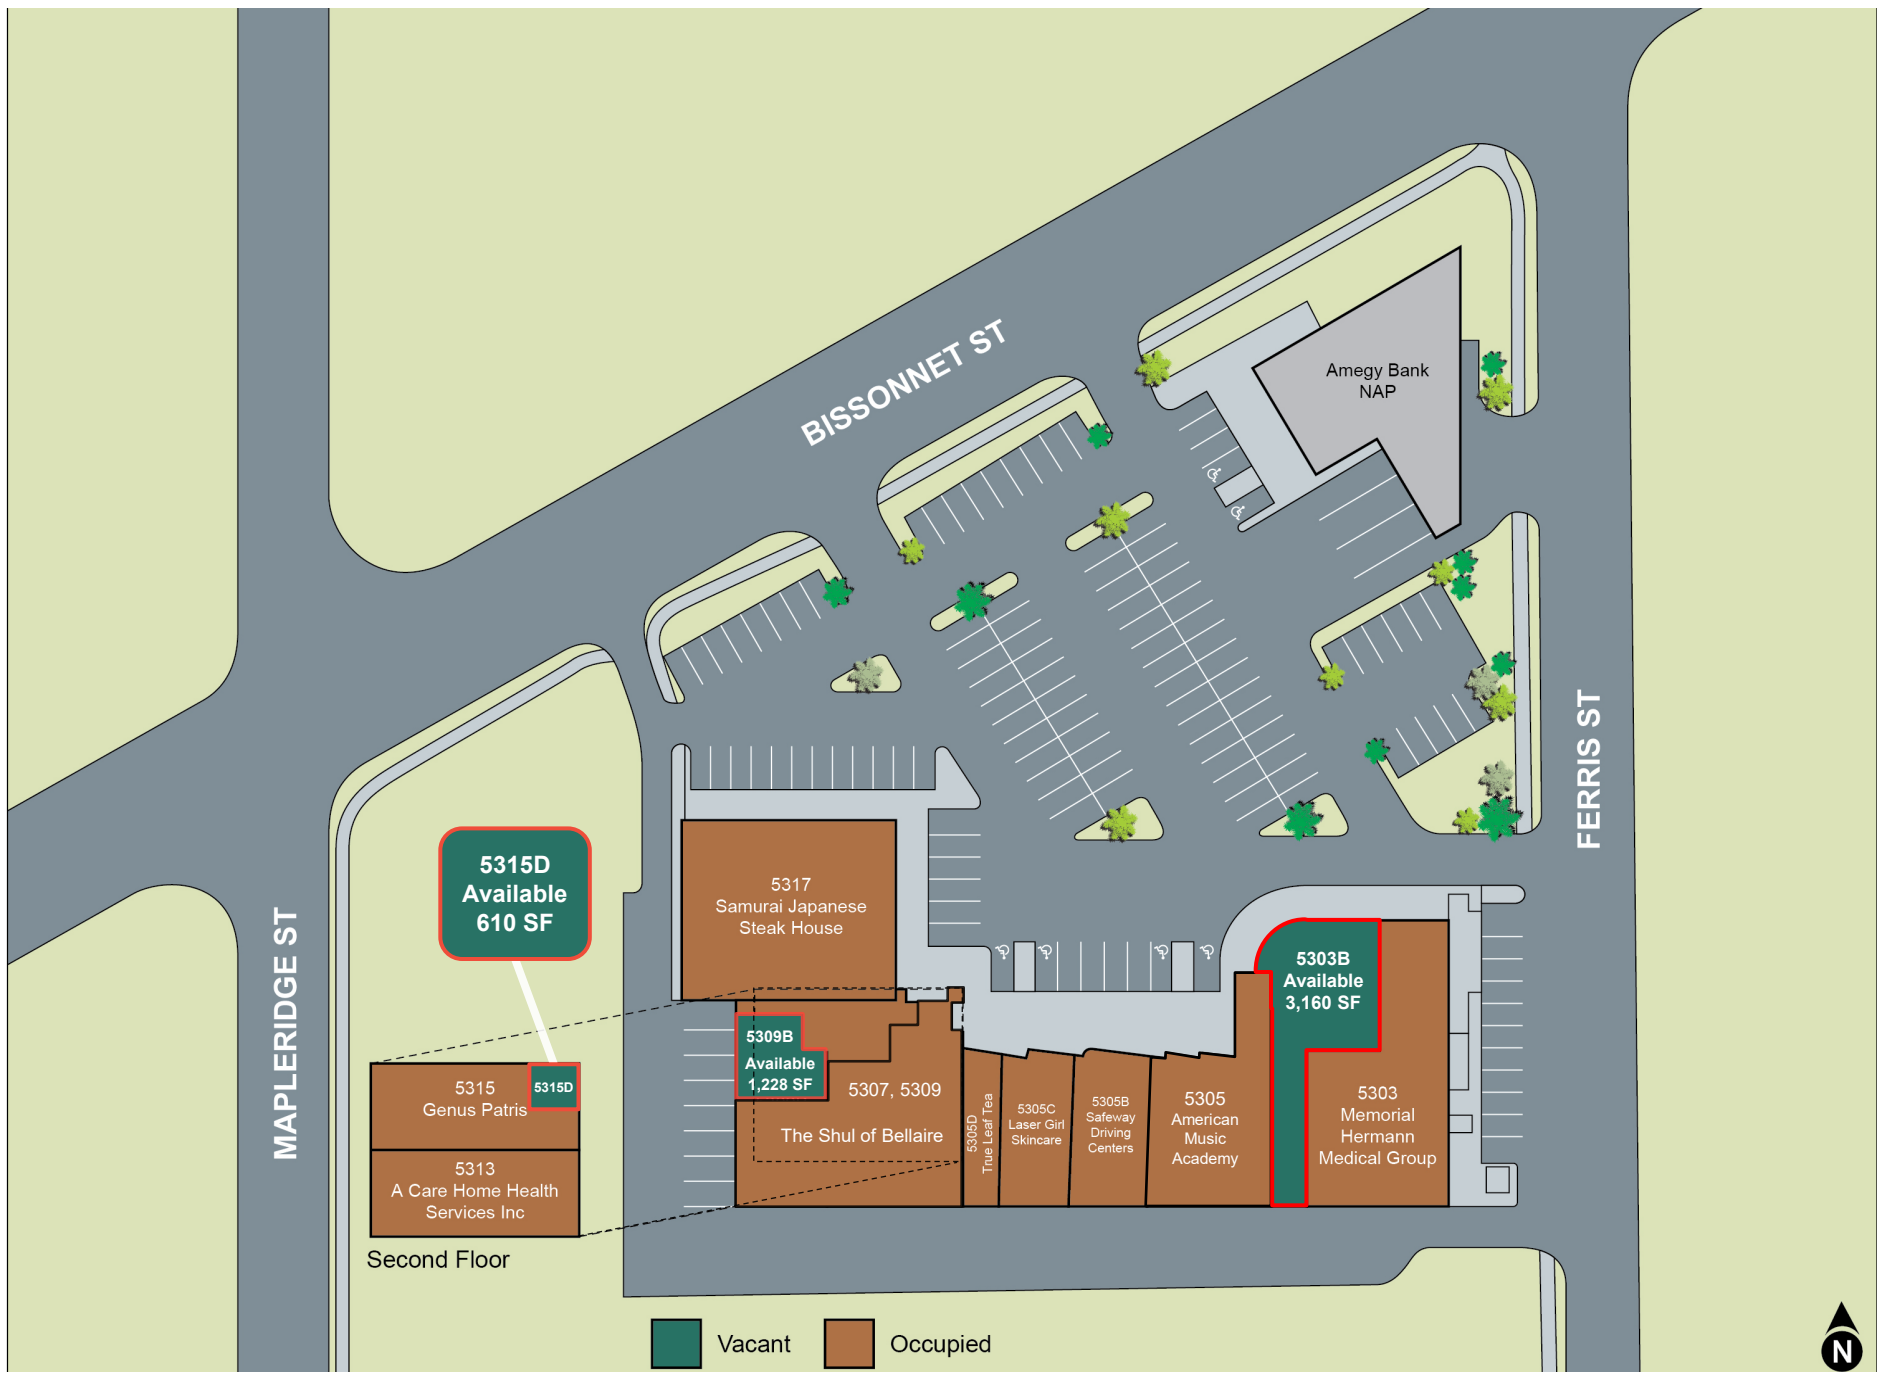 BISSONNET ST
Amegy Bank
NAP
FERRIS ST
MAPLERIDGE ST
5315D
Available
610 SF
5317
Samurai Japanese
Steak House
5303B
Available
3,160 SF
5309B
Available
1,228 SF
5307, 5309
The Shul of Bellaire
5305D
True Leaf Tea
5305C
Laser Girl
Skincare
5305B
Safeway
Driving
Centers
5305
American
Music
Academy
5303
Memorial
Hermann
Medical Group
5315
Genus Patris
5315D
5313
A Care Home Health
Services Inc
Second Floor
Vacant
Occupied
N